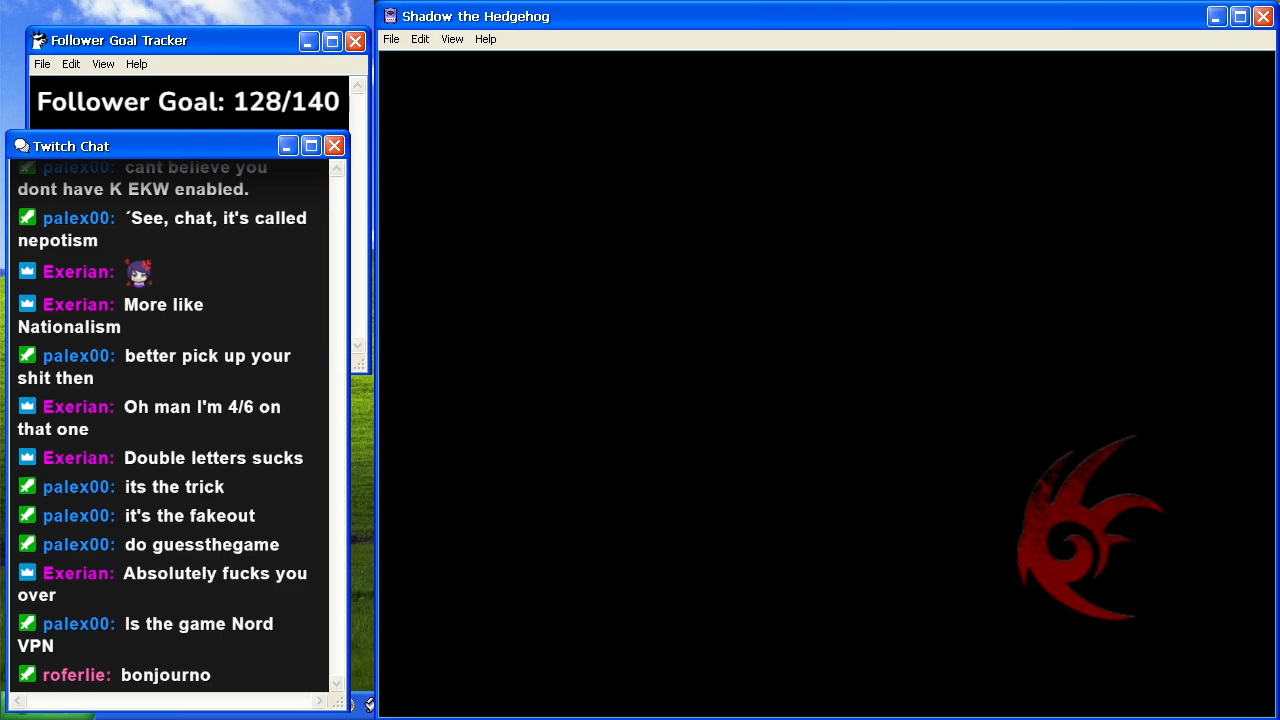 Follower Goal Tracker
File Edit View Help
Follower Goal: 128/140
Twitch Chat
palex00: cant believe you
dont have K EKW enabled.
palex00: ´See, chat, it's called
nepotism
Exerian:
Exerian: More like
Nationalism
palex00: better pick up your
shit then
Exerian: Oh man I'm 4/6 on
that one
Exerian: Double letters sucks
palex00: its the trick
palex00: it's the fakeout
palex00: do guessthegame
Exerian: Absolutely fucks you
over
palex00: Is the game Nord
VPN
roferlie: bonjourno
Shadow the Hedgehog
File Edit View Help